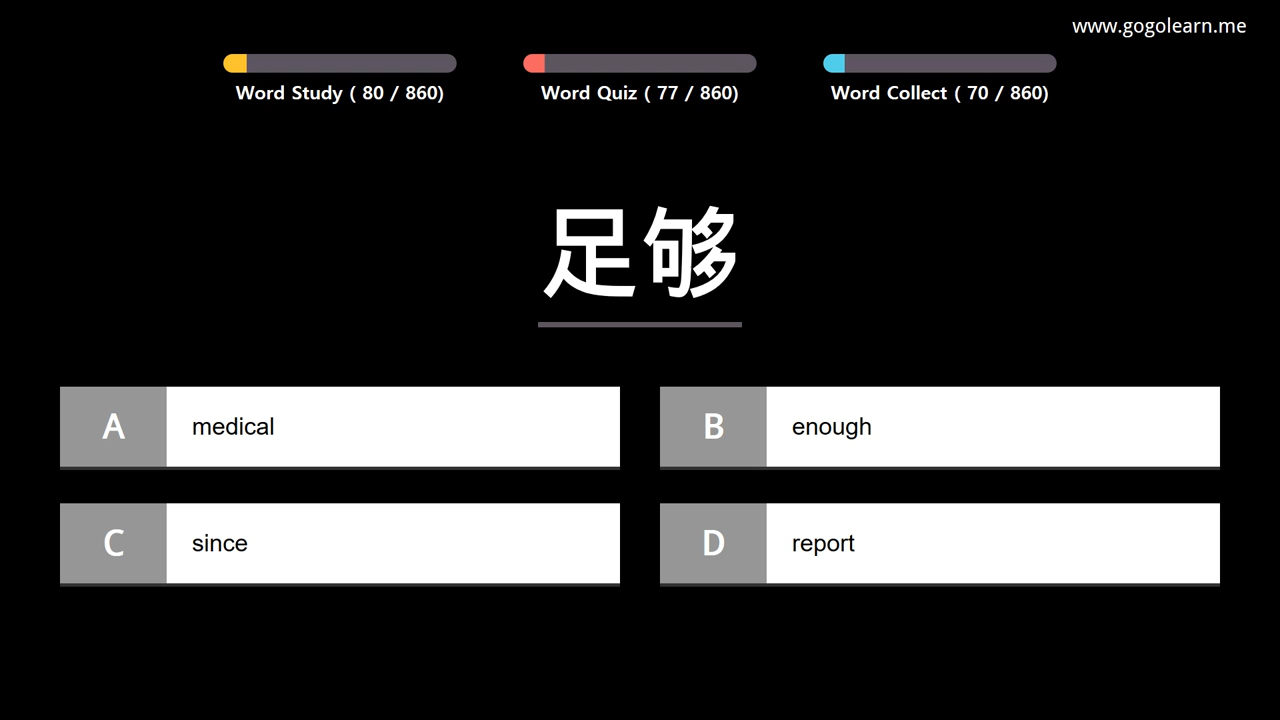 www.gogolearn.me
Word Study ( 80 / 860)
Word Quiz ( 77 / 860)
Word Collect ( 70 / 860)
足够
A medical
B enough
C since
D report